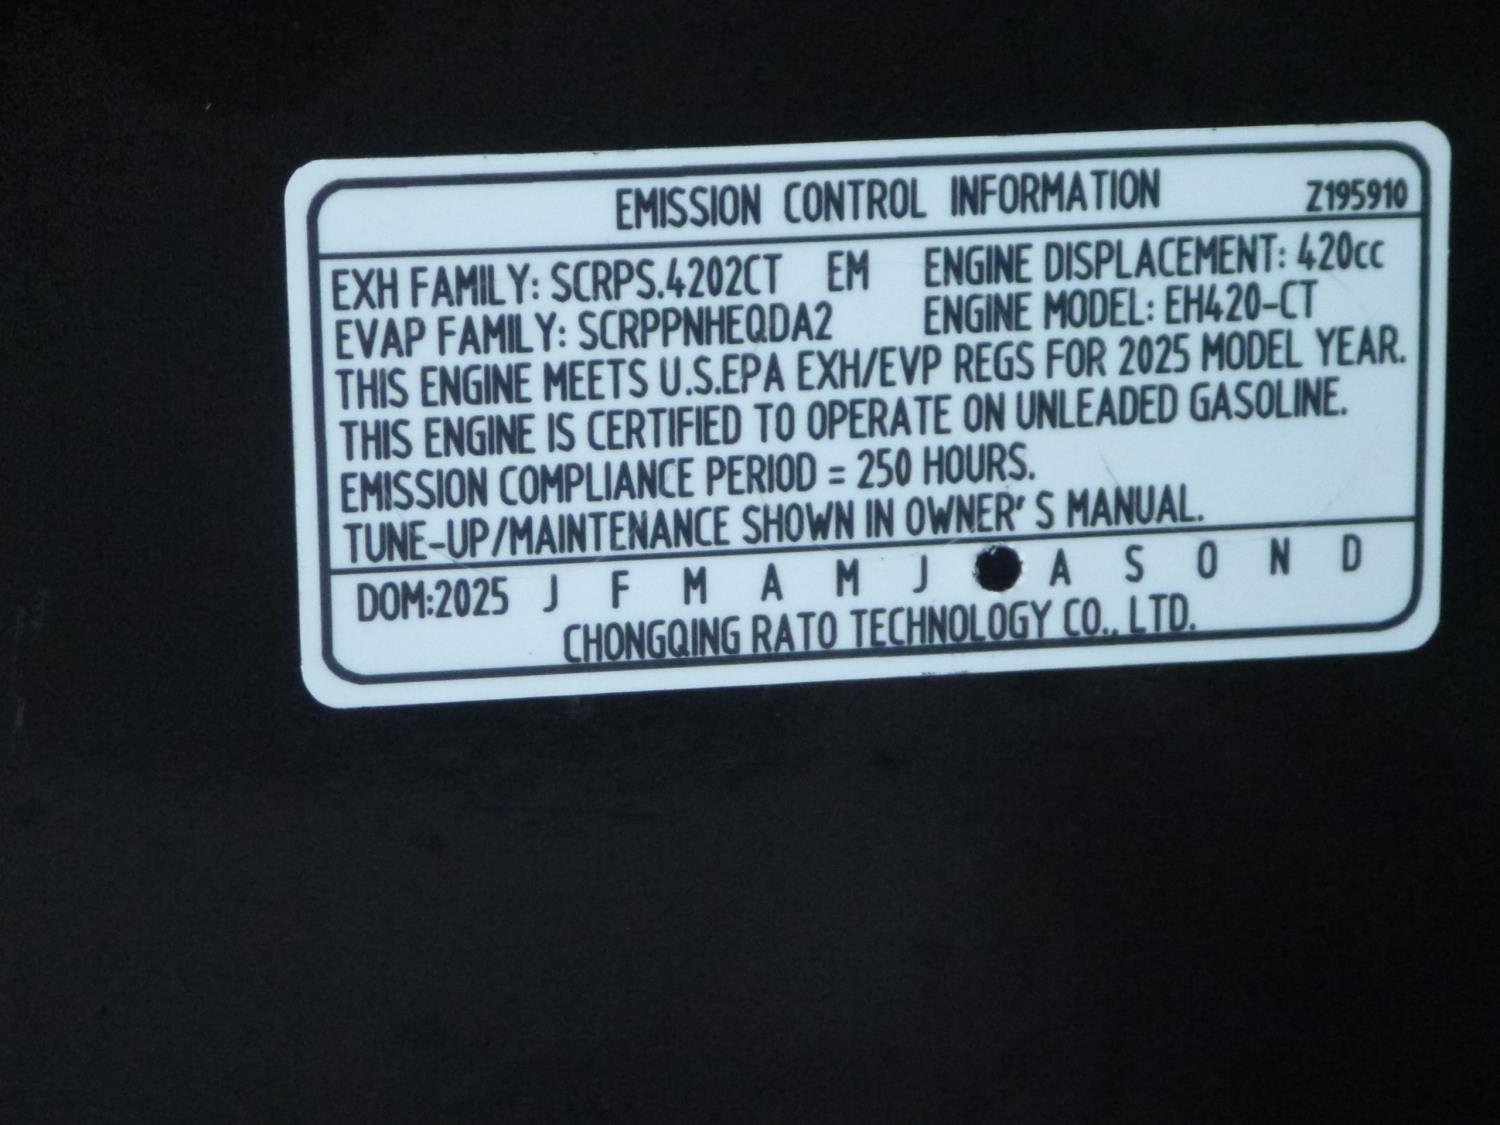 EMISSION CONTROL INFORMATION Z195910
EXH FAMILY: SCRPS.4202CT EM ENGINE DISPLACEMENT: 420cc
EVAP FAMILY: SCRPPNHEQDA2 ENGINE MODEL: EH420-CT
THIS ENGINE MEETS U.S.EPA EXH/EVP REGS FOR 2025 MODEL YEAR.
THIS ENGINE IS CERTIFIED TO OPERATE ON UNLEADED GASOLINE.
EMISSION COMPLIANCE PERIOD = 250 HOURS.
TUNE-UP/MAINTENANCE SHOWN IN OWNER' S MANUAL.
DOM:2025 J F M A M J A S O N D
CHONGQING RATO TECHNOLOGY CO., LTD.